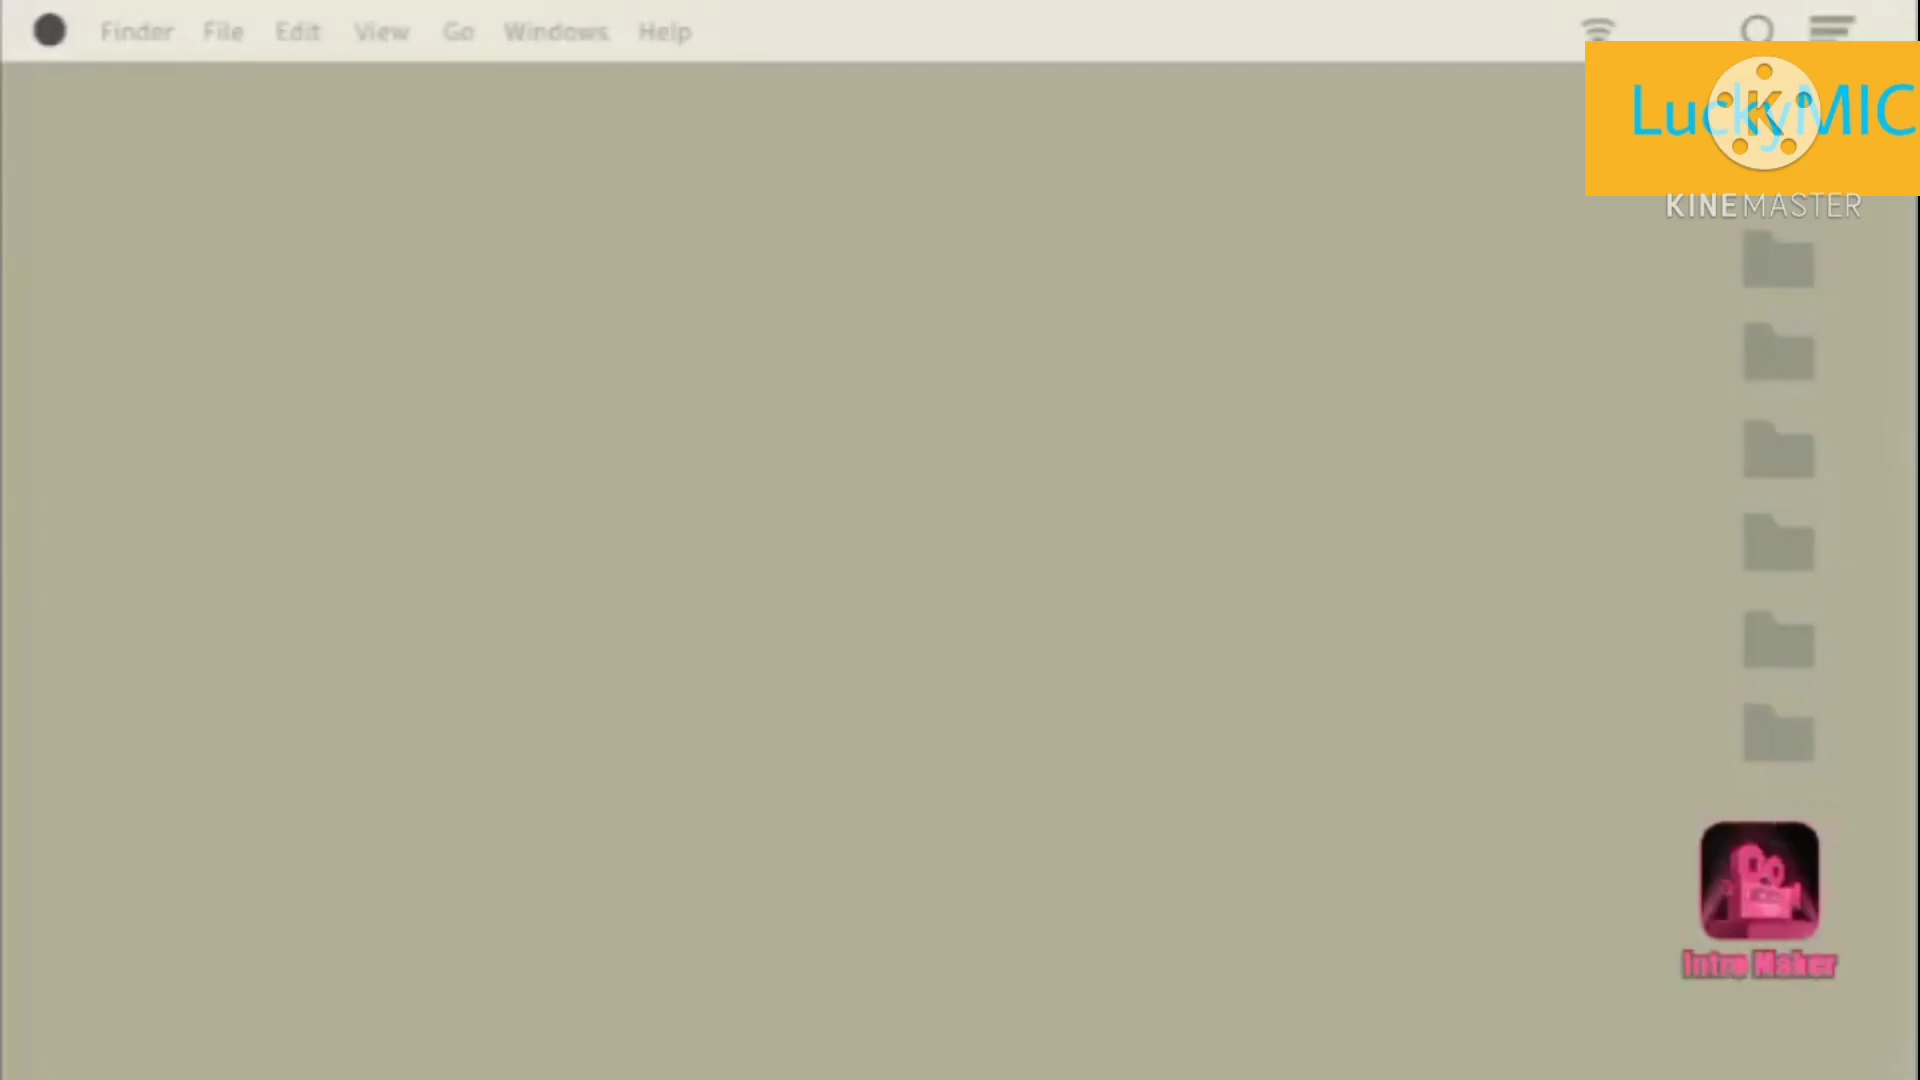 Finder File Edit View Go Windows Help
LuckyMIC
K
KINEMASTER
Intro Maker